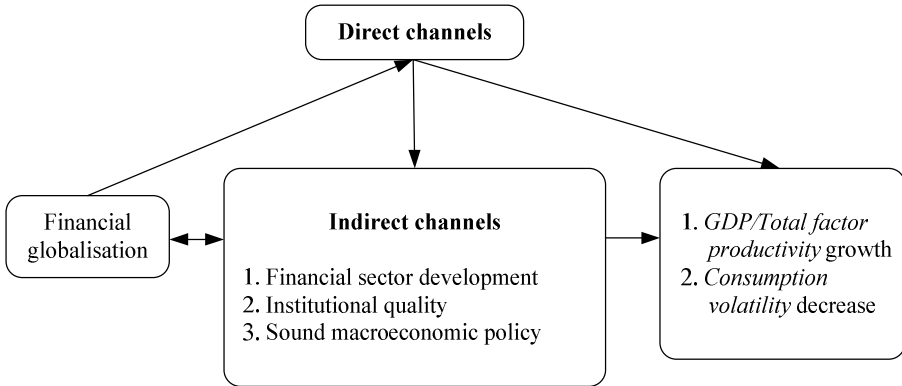 Direct channels
Financial
globalisation
Indirect channels
1. Financial sector development
2. Institutional quality
3. Sound macroeconomic policy
1. GDP/Total factor
productivity growth
2. Consumption
volatility decrease